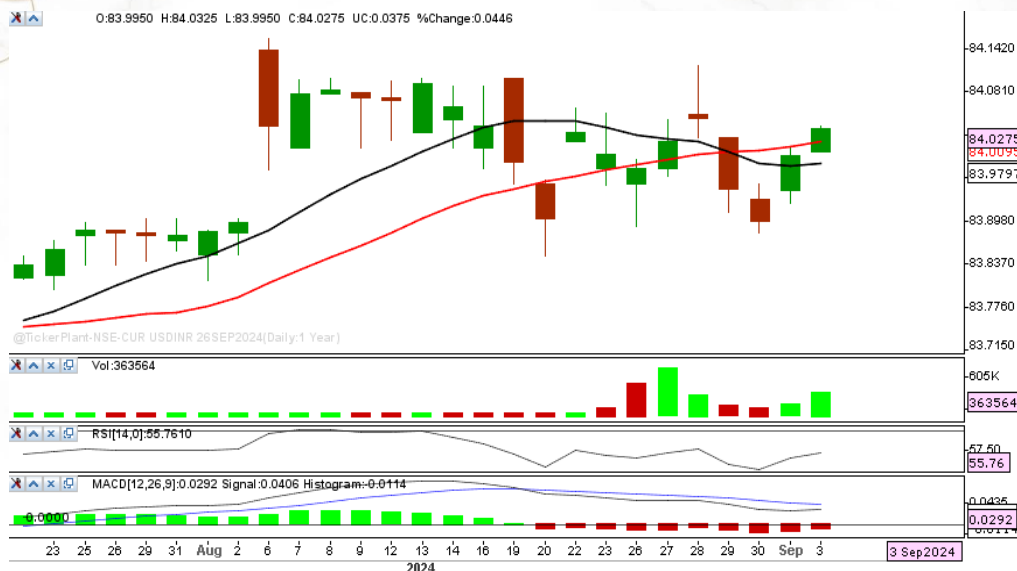 O:83.9950 H:84.0325 L:83.9950 C:84.0275 UC:0.0375 %Change:0.0446
84.1420
84.0810
84.0275
84.0095
83.9797
83.8980
83.8370
83.7760
83.7150
@TickerPlant-NSE-CUR USDINR 26SEP2024(Daily:1 Year)
Vol:363564
605K
363564
RSI[14,0]:55.7610
57.50
55.76
MACD[12,26,9]:0.0292 Signal:0.0406 Histogram:-0.0114
0.0435
0.0000
0.0292
23 25 26 29 31 Aug 2 6 7 8 9 12 13 14 16 19 20 22 23 26 27 28 29 30 Sep 3
3 Sep2024
2024